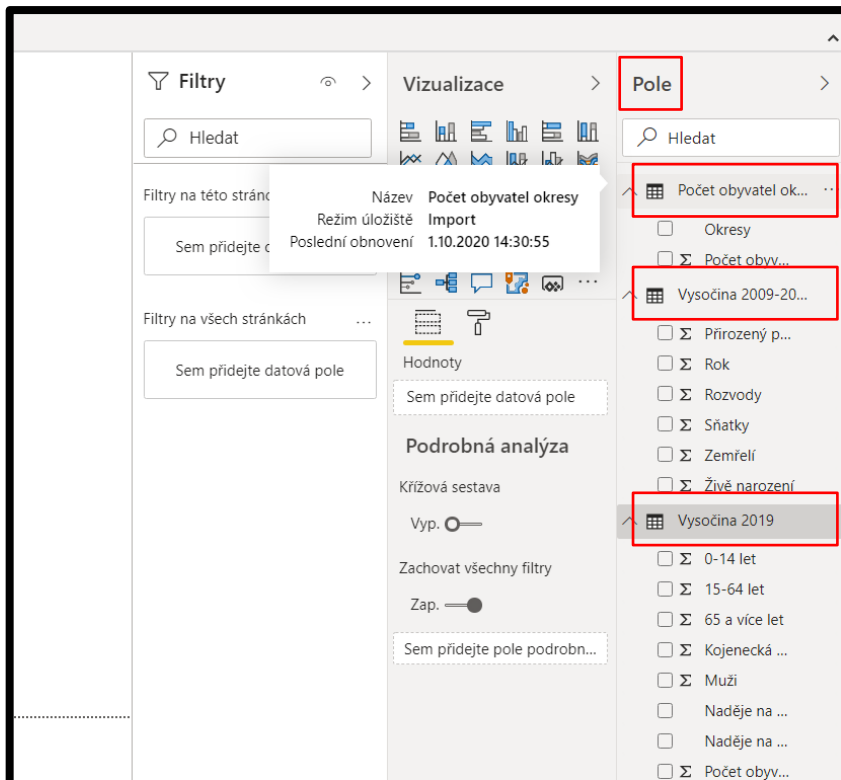 Filtry
Hledat
Filtry na této stránc
Sem přidejte c
Filtry na všech stránkách
...
Sem přidejte datová pole
Název Počet obyvatel okresy
Režim úložiště Import
Poslední obnovení 1.10.2020 14:30:55
Vizualizace
...
Hodnoty
Sem přidejte datová pole
Podrobná analýza
Křížová sestava
Vyp.
Zachovat všechny filtry
Zap.
Sem přidejte pole podrobn...
Pole
Hledat
Počet obyvatel ok...
Okresy
Σ Počet obyv...
Vysočina 2009-20...
Σ Přirozený p...
Σ Rok
Σ Rozvody
Σ Sňatky
Σ Zemřelí
Σ Živě narození
Vysočina 2019
Σ 0-14 let
Σ 15-64 let
Σ 65 a více let
Σ Kojenecká ...
Σ Muži
Naděje na ...
Naděje na ...
Σ Počet obyv...